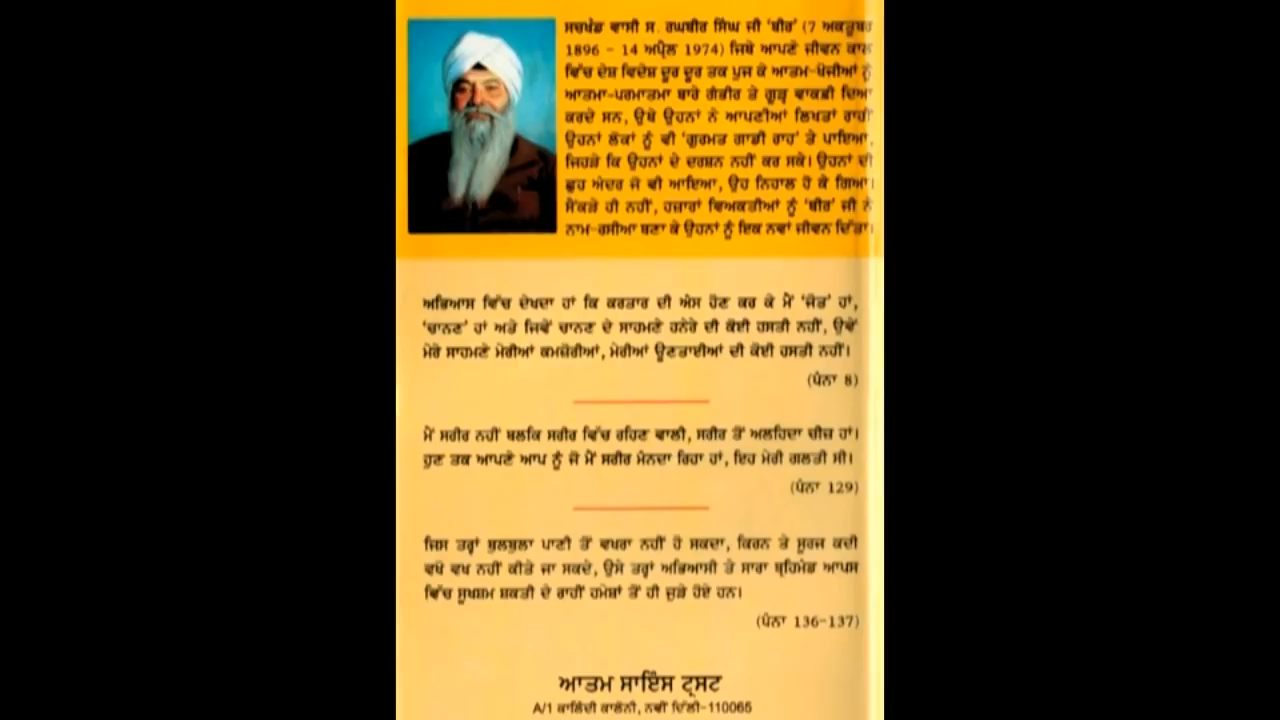 ਸਚਖੰਡ ਵਾਸੀ ਸ. ਰਘਬੀਰ ਸਿੰਘ ਜੀ 'ਬੀਰ' (7 ਅਕਤੂਬਰ
1896 - 14 ਅਪ੍ਰੈਲ 1974) ਜਿਥੇ ਆਪਣੇ ਜੀਵਨ ਕਾਲ
ਵਿੱਚ ਦੇਸ਼ ਵਿਦੇਸ਼ ਦੂਰ ਦੂਰ ਤਕ ਪੁਜ ਕੇ ਆਤਮ-ਖੋਜੀਆਂ ਨੂੰ
ਆਤਮਾ-ਪਰਮਾਤਮਾ ਬਾਰੇ ਗੰਭੀਰ ਤੇ ਗੂੜ੍ਹ ਵਾਕਫ਼ੀ ਦਿਆ
ਕਰਦੇ ਸਨ, ਉਥੇ ਉਹਨਾਂ ਨੇ ਆਪਣੀਆਂ ਲਿਖਤਾਂ ਰਾਹੀਂ
ਉਹਨਾਂ ਲੋਕਾਂ ਨੂੰ ਵੀ 'ਗੁਰਮਤ ਗਾਡੀ ਰਾਹ' ਤੇ ਪਾਇਆ,
ਜਿਹੜੇ ਕਿ ਉਹਨਾਂ ਦੇ ਦਰਸ਼ਨ ਨਹੀਂ ਕਰ ਸਕੇ। ਉਹਨਾਂ ਦੀ
ਛੁਹ ਅੰਦਰ ਜੋ ਵੀ ਆਇਆ, ਉਹ ਨਿਹਾਲ ਹੋ ਕੇ ਗਿਆ।
ਸੈਂਕੜੇ ਹੀ ਨਹੀਂ, ਹਜ਼ਾਰਾਂ ਵਿਅਕਤੀਆਂ ਨੂੰ 'ਬੀਰ' ਜੀ ਨੇ
ਨਾਮ-ਰਸੀਆ ਬਣਾ ਕੇ ਉਹਨਾਂ ਨੂੰ ਇਕ ਨਵਾਂ ਜੀਵਨ ਦਿੱਤਾ।
ਅਭਿਆਸ ਵਿੱਚ ਦੇਖਦਾ ਹਾਂ ਕਿ ਕਰਤਾਰ ਦੀ ਅੰਸ ਹੋਣ ਕਰ ਕੇ ਮੈਂ 'ਜੋਤ' ਹਾਂ,
'ਚਾਨਣ' ਹਾਂ ਅਤੇ ਜਿਵੇਂ ਚਾਨਣ ਦੇ ਸਾਹਮਣੇ ਹਨੇਰੇ ਦੀ ਕੋਈ ਹਸਤੀ ਨਹੀਂ, ਉਵੇਂ
ਮੇਰੇ ਸਾਹਮਣੇ ਮੇਰੀਆਂ ਕਮਜ਼ੋਰੀਆਂ, ਮੇਰੀਆਂ ਊਣਤਾਈਆਂ ਦੀ ਕੋਈ ਹਸਤੀ ਨਹੀਂ।
(ਪੰਨਾ 8)
ਮੈਂ ਸਰੀਰ ਨਹੀਂ ਬਲਕਿ ਸਰੀਰ ਵਿੱਚ ਰਹਿਣ ਵਾਲੀ, ਸਰੀਰ ਤੋਂ ਅਲਹਿਦਾ ਚੀਜ਼ ਹਾਂ।
ਹੁਣ ਤਕ ਆਪਣੇ ਆਪ ਨੂੰ ਜੋ ਮੈਂ ਸਰੀਰ ਮੰਨਦਾ ਰਿਹਾ ਹਾਂ, ਇਹ ਮੇਰੀ ਗਲਤੀ ਸੀ।
(ਪੰਨਾ 129)
ਜਿਸ ਤਰ੍ਹਾਂ ਬੁਲਬੁਲਾ ਪਾਣੀ ਤੋਂ ਵਖਰਾ ਨਹੀਂ ਹੋ ਸਕਦਾ, ਕਿਰਨ ਤੇ ਸੂਰਜ ਕਦੀ
ਵਖੋ ਵਖ ਨਹੀਂ ਕੀਤੇ ਜਾ ਸਕਦੇ, ਉਸੇ ਤਰ੍ਹਾਂ ਅਭਿਆਸੀ ਤੇ ਸਾਰਾ ਬ੍ਰਹਿਮੰਡ ਆਪਸ
ਵਿੱਚ ਸੂਖਸ਼ਮ ਸ਼ਕਤੀ ਦੇ ਰਾਹੀਂ ਹਮੇਸ਼ਾਂ ਤੋਂ ਹੀ ਜੁੜੇ ਹੋਏ ਹਨ।
(ਪੰਨਾ 136-137)
ਆਤਮ ਸਾਇੰਸ ਟ੍ਰਸਟ
A/1 ਕਾਲਿੰਦੀ ਕਾਲੋਨੀ, ਨਵੀਂ ਦਿੱਲੀ-110065